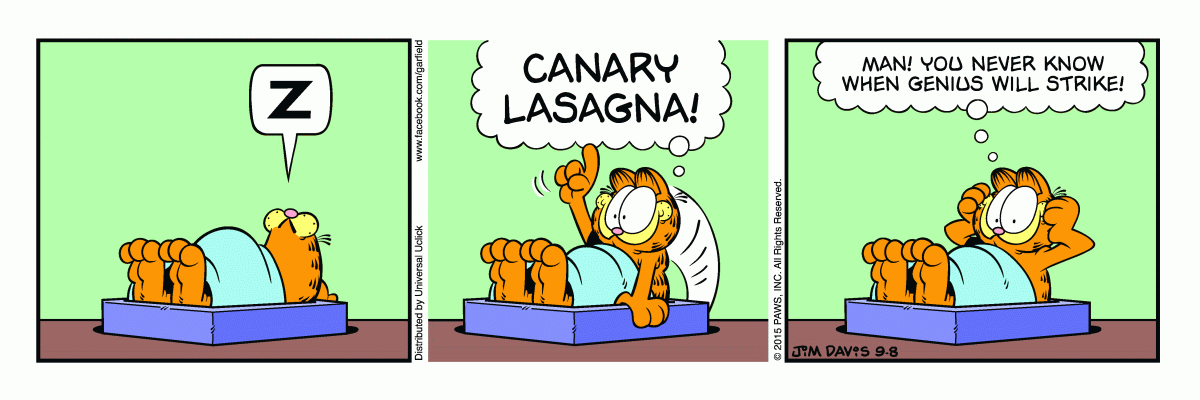 Z
www.facebook.com/garfield
Distributed by Universal Uclick
CANARY
LASAGNA!
© 2015 PAWS, INC. All Rights Reserved.
MAN! YOU NEVER KNOW
WHEN GENIUS WILL STRIKE!
JIM DAVIS 9-8